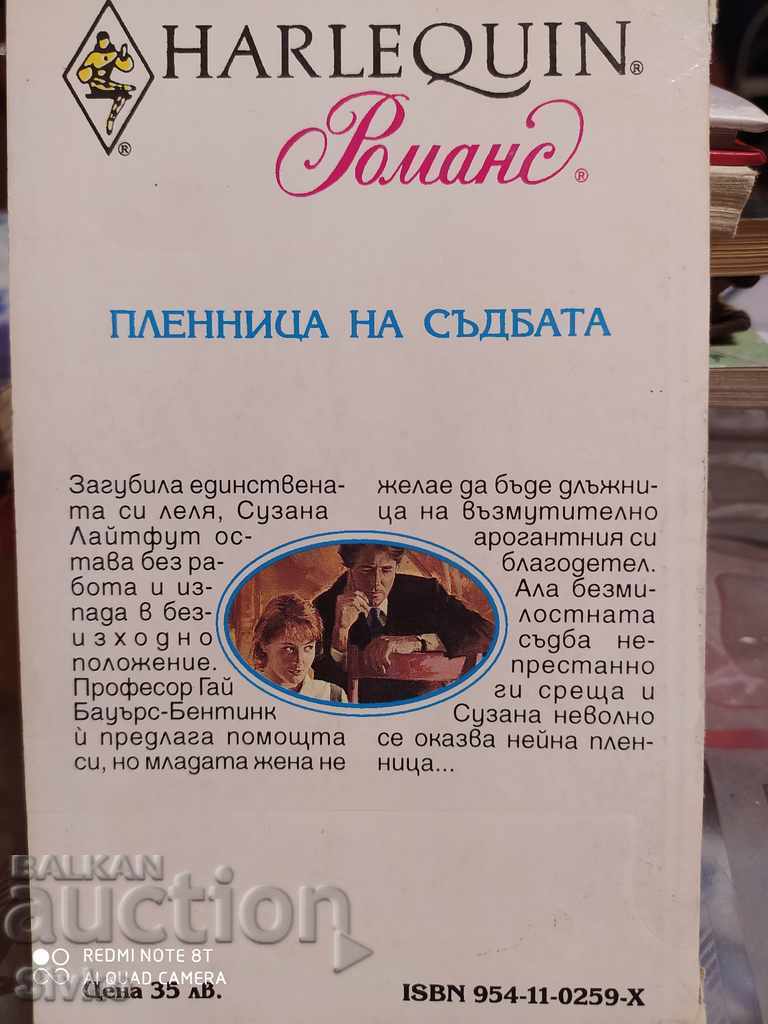 HARLEQUIN®
Романс®
ПЛЕННИЦА НА СЪДБАТА
Загубила единствена-
та си леля, Сузана
Лайтфут ос-
тава без ра-
бота и из-
пада в без-
изходно
положение.
Професор Гай
Бауърс-Бентинк
ѝ предлага помощта
си, но младата жена не
желае да бъде длъжни-
ца на възмутително
арогантния си
благодетел.
Ала безми-
лостната
съдба не-
престанно
ги среща и
Сузана неволно
се оказва нейна плен-
ница...
BALKAN
auction
REDMI NOTE 8T
AI QUAD CAMERA
Цена 35 лв.
ISBN 954-11-0259-X